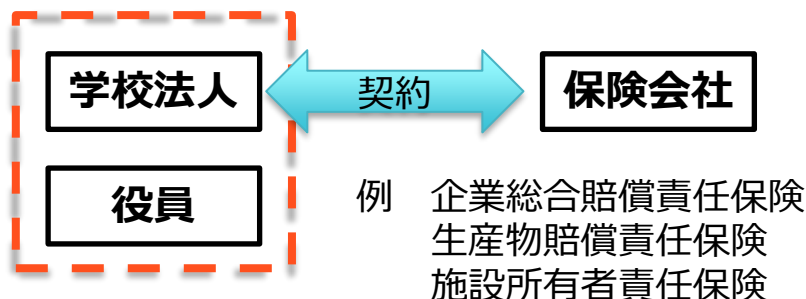 学校法人
契約
保険会社
役員
例 企業総合賠償責任保険
生産物賠償責任保険
施設所有者責任保険